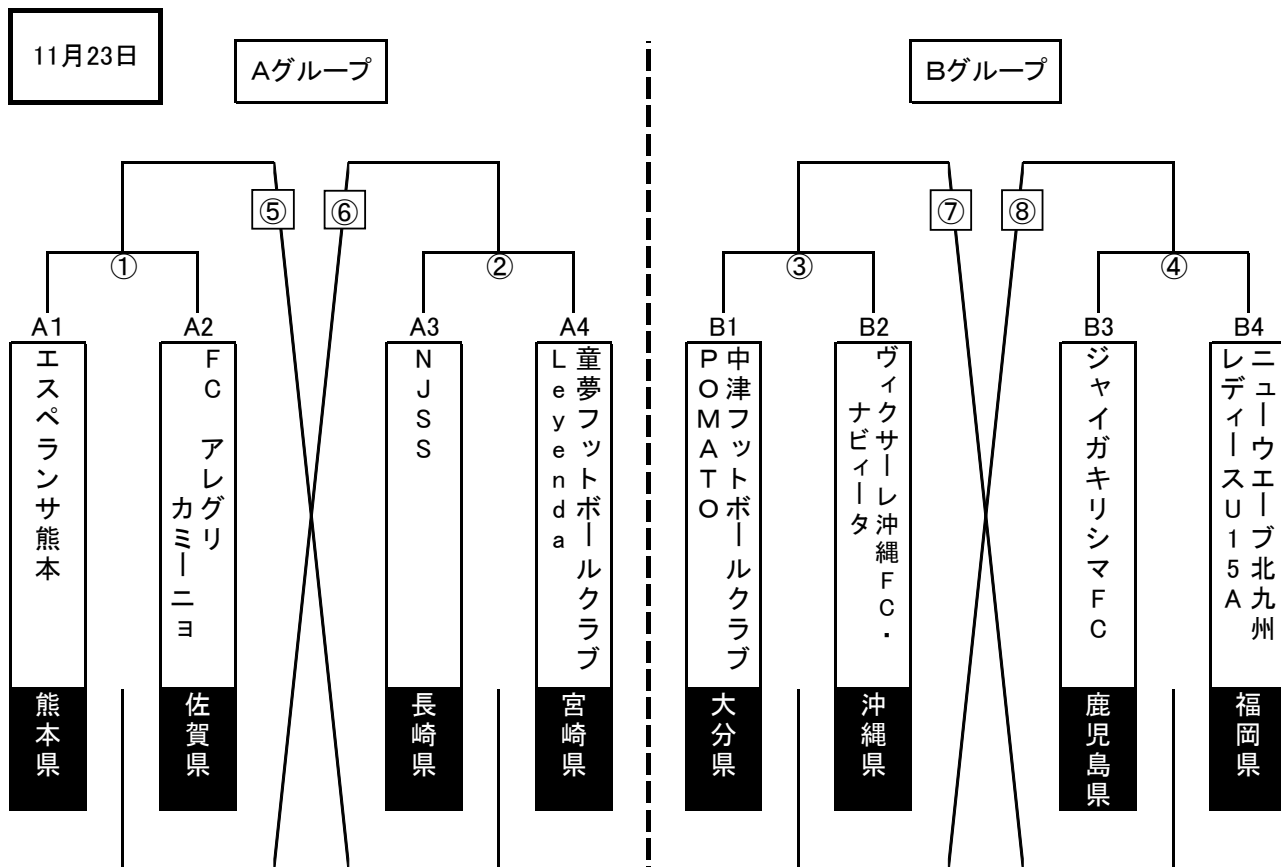 11月23日
Aグループ
Bグループ
⑤
⑥
⑦
⑧
①
②
③
④
A1
A2
A3
A4
B1
B2
B3
B4
エスペランサ熊本
FC アレグリ
カミーニョ
NJSS
童夢フットボールクラブ
Leyenda
中津フットボールクラブ
POMATO
ヴィクサーレ沖縄FC・
ナビィータ
ジャイガキリシマFC
ニューウエーブ北九州
レディースU15A
熊本県
佐賀県
長崎県
宮崎県
大分県
沖縄県
鹿児島県
福岡県